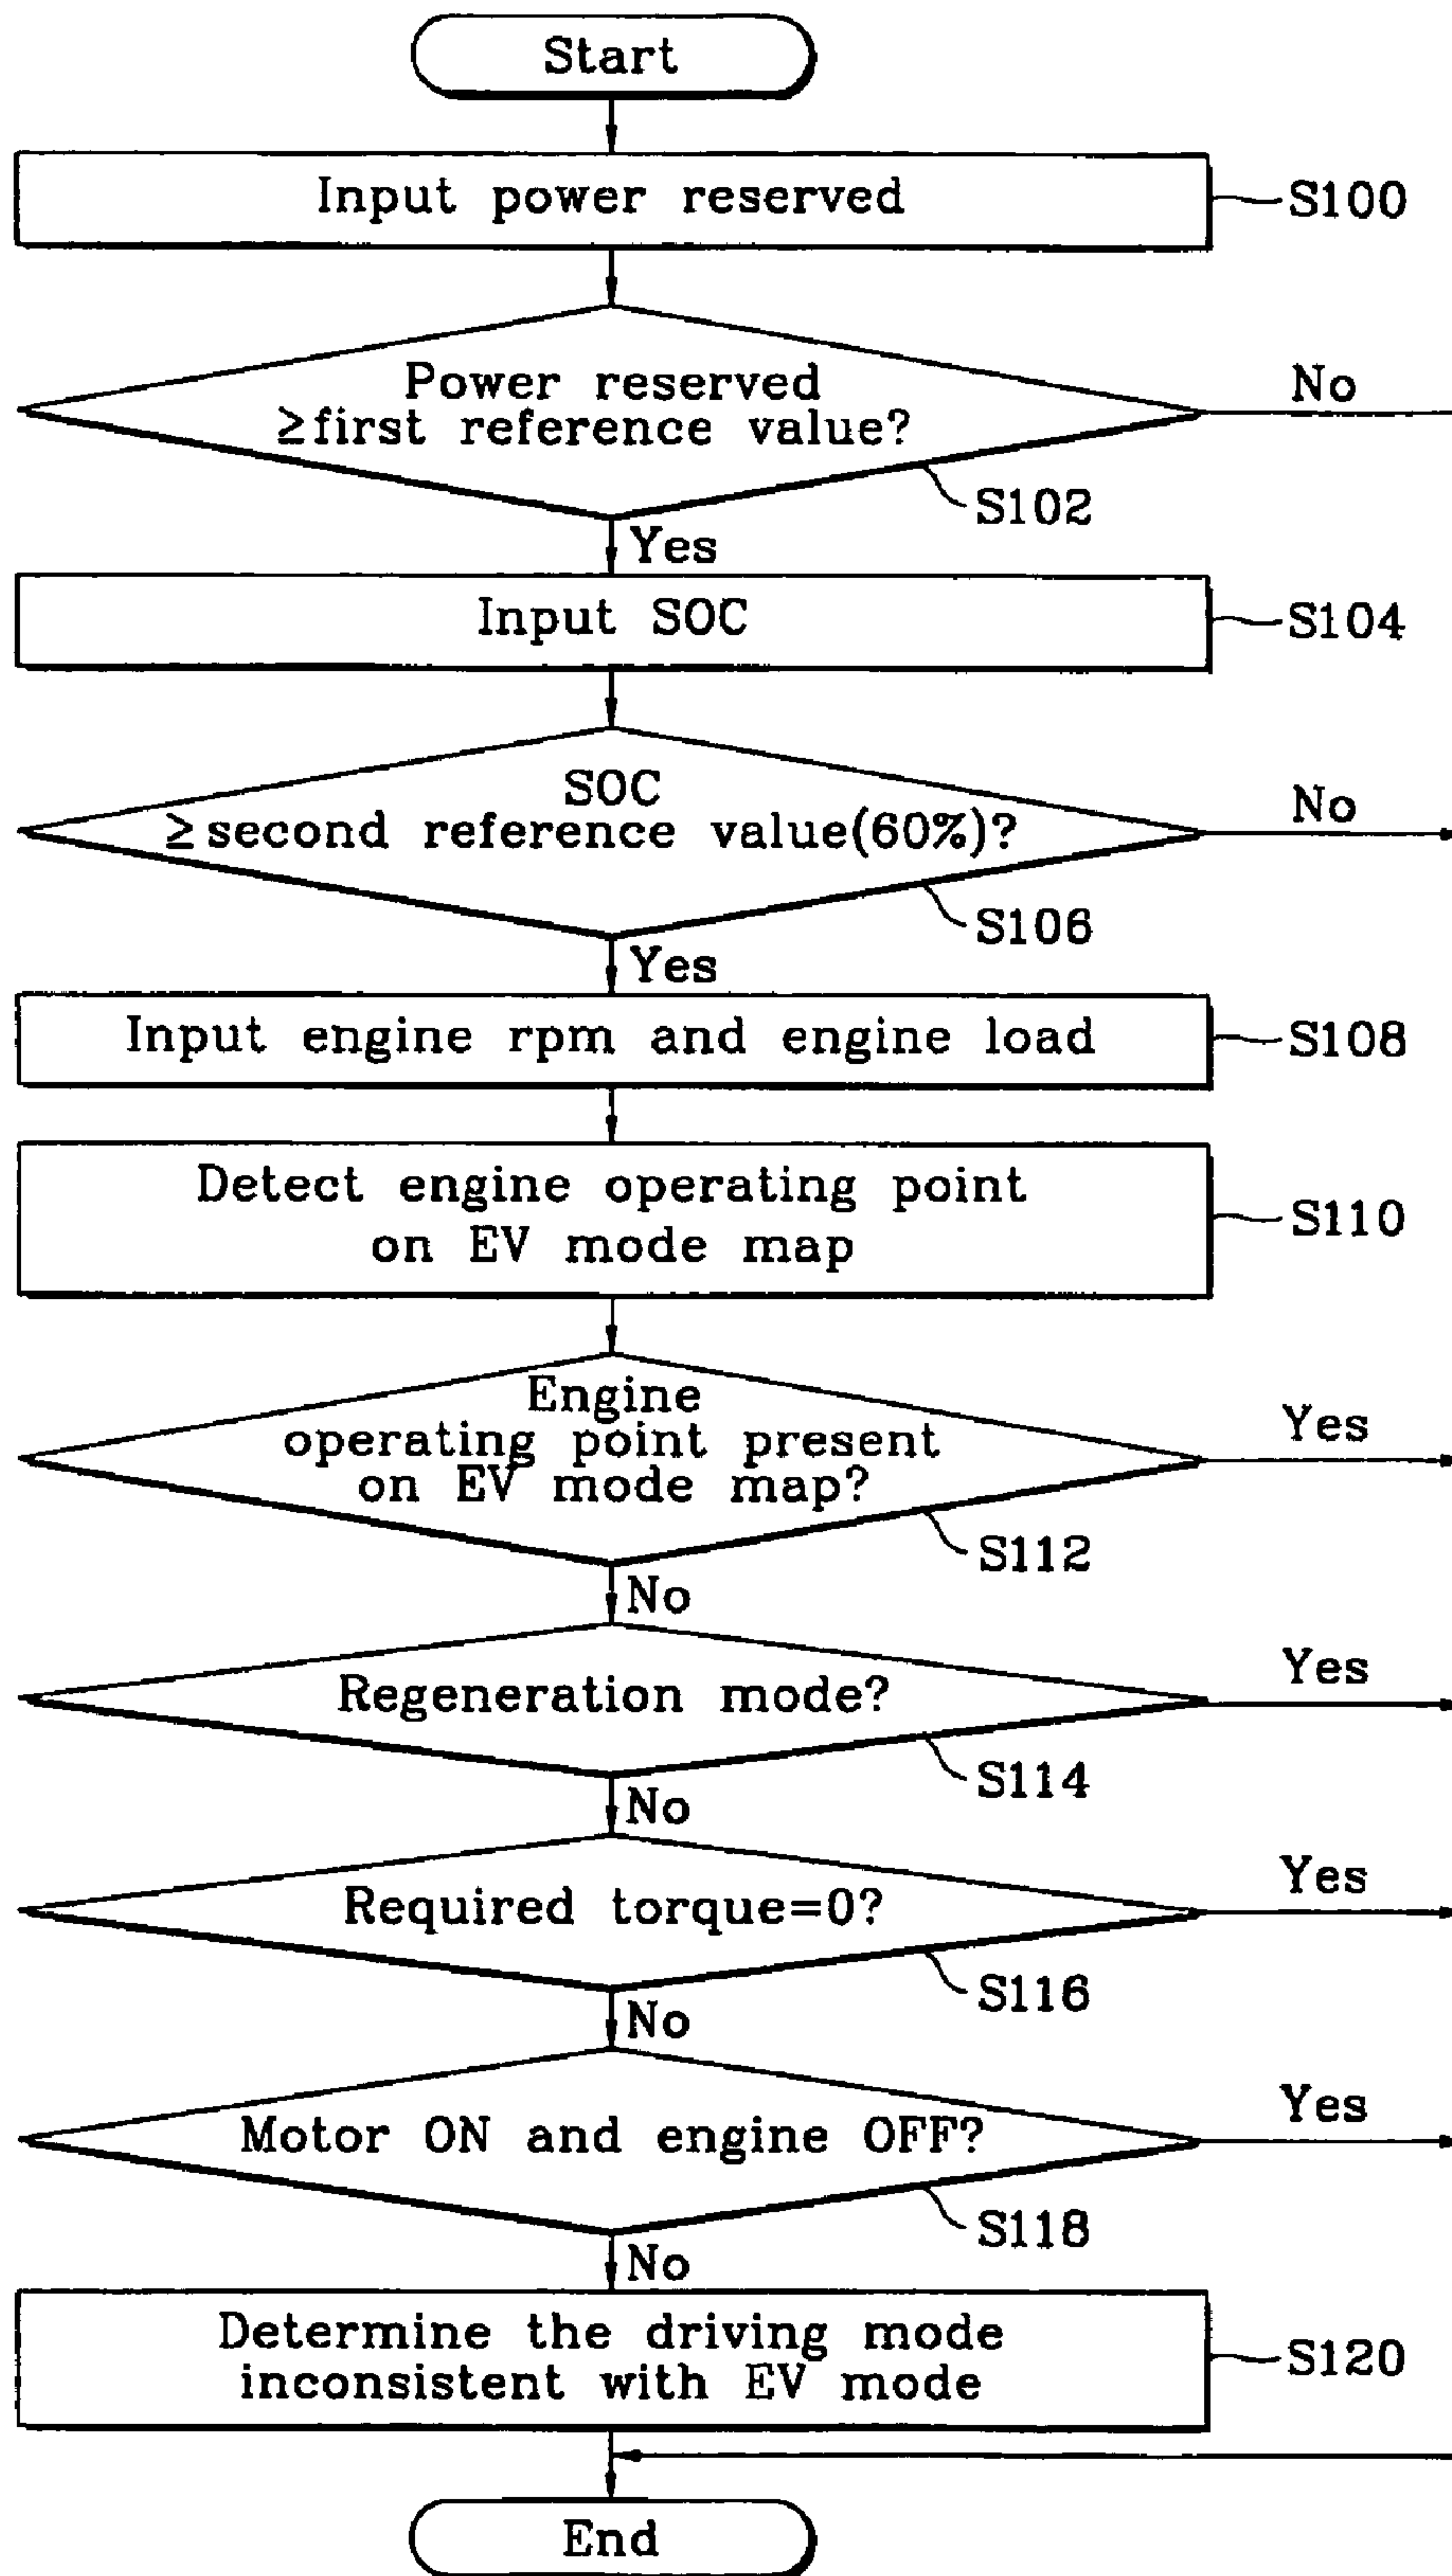 Start
Input power reserved
S100
Power reserved
≥first reference value?
No
S102
Yes
Input SOC
S104
SOC
≥second reference value(60%)?
No
S106
Yes
Input engine rpm and engine load
S108
Detect engine operating point
on EV mode map
S110
Engine
operating point present
on EV mode map?
Yes
S112
No
Regeneration mode?
Yes
S114
No
Required torque=0?
Yes
S116
No
Motor ON and engine OFF?
Yes
S118
No
Determine the driving mode
inconsistent with EV mode
S120
End